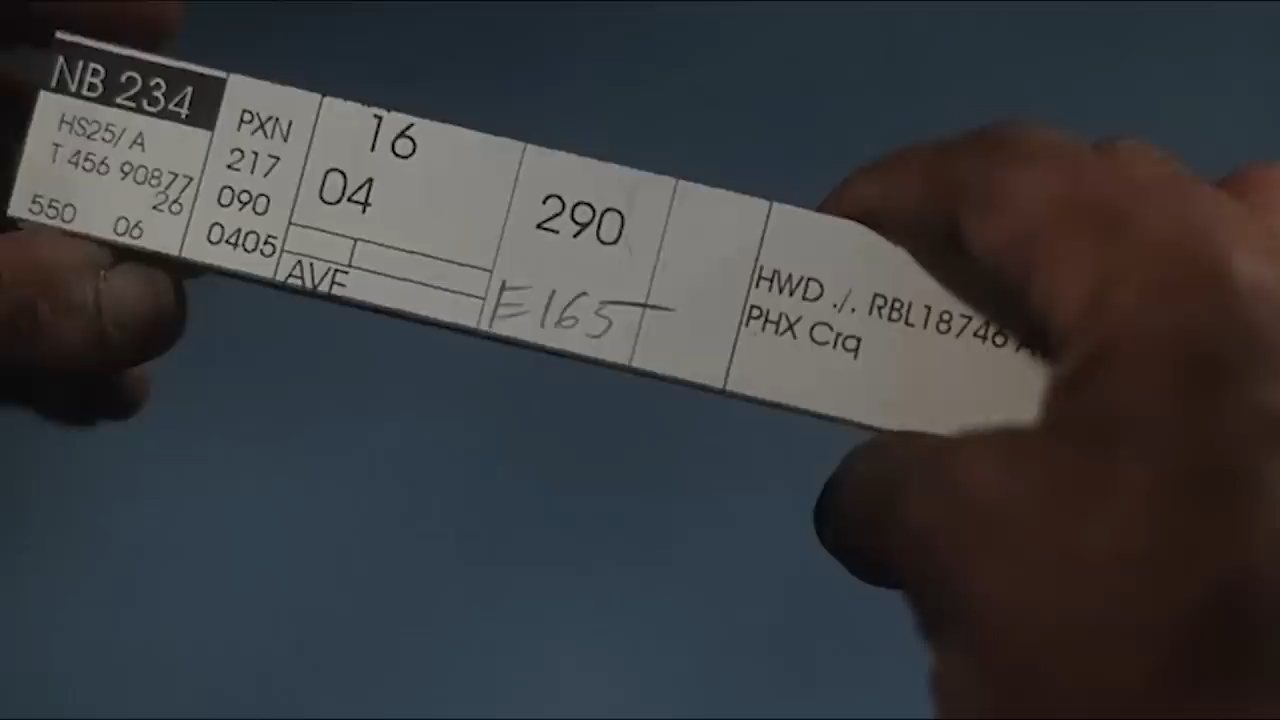 NB 234
HS25/ A
T 456 90877
26
550 06
PXN
217
090
0405
16
04
AVE
290
E165
HWD ./. RBL18746
PHX Crq